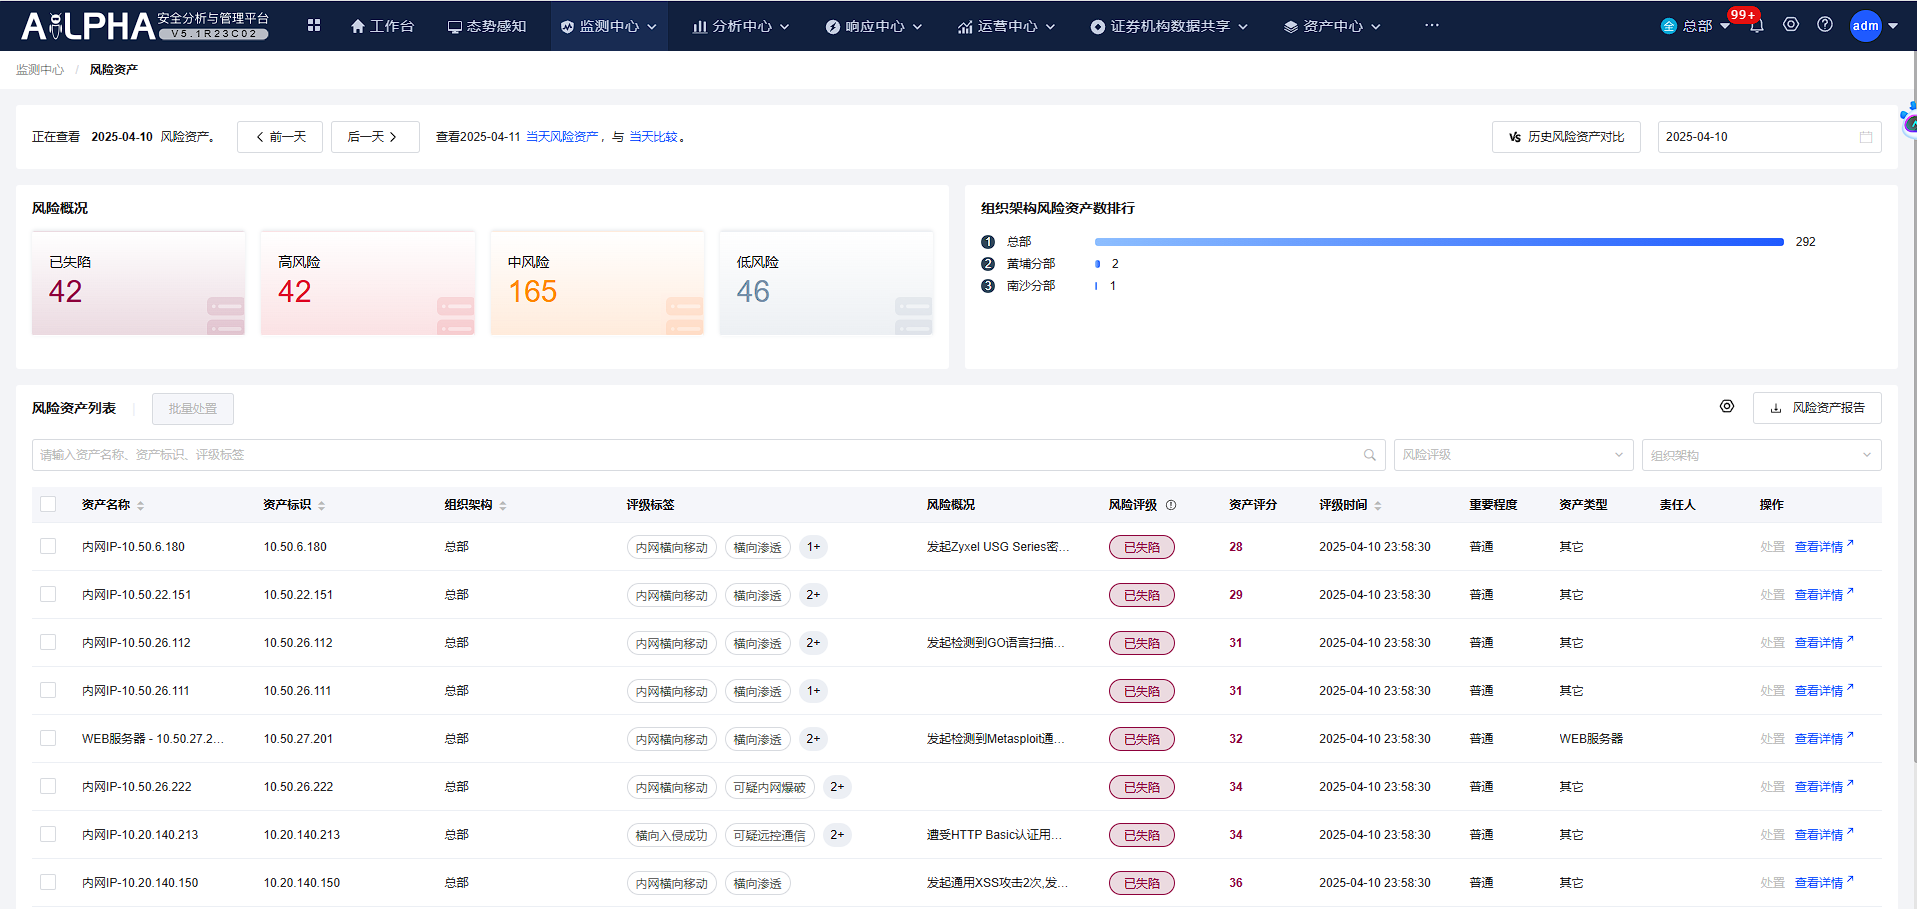 AiLPHA 安全分析与管理平台 V5.1R23C02 工作台 态势感知 监测中心 分析中心 响应中心 运营中心 证券机构数据共享 资产中心 ··· 全 总部 99+ adm
监测中心 / 风险资产
正在查看 2025-04-10 风险资产。 前一天 后一天 查看2025-04-11 当天风险资产，与 当天比较。 VS 历史风险资产对比 2025-04-10
风险概况
已失陷
42
高风险
42
中风险
165
低风险
46
组织架构风险资产数排行
1 总部 292
2 黄埔分部 2
3 南沙分部 1
风险资产列表 批量处置 风险资产报告
请输入资产名称、资产标识、评级标签 风险评级 组织架构
资产名称 资产标识 组织架构 评级标签 风险概况 风险评级 资产评分 评级时间 重要程度 资产类型 责任人 操作
内网IP-10.50.6.180 10.50.6.180 总部 内网横向移动 横向渗透 1+ 发起Zyxel USG Series密... 已失陷 28 2025-04-10 23:58:30 普通 其它 处置 查看详情
内网IP-10.50.22.151 10.50.22.151 总部 内网横向移动 横向渗透 2+ 已失陷 29 2025-04-10 23:58:30 普通 其它 处置 查看详情
内网IP-10.50.26.112 10.50.26.112 总部 内网横向移动 横向渗透 2+ 发起检测到GO语言扫描... 已失陷 31 2025-04-10 23:58:30 普通 其它 处置 查看详情
内网IP-10.50.26.111 10.50.26.111 总部 内网横向移动 横向渗透 1+ 已失陷 31 2025-04-10 23:58:30 普通 其它 处置 查看详情
WEB服务器 - 10.50.27.2... 10.50.27.201 总部 内网横向移动 横向渗透 2+ 发起检测到Metasploit通... 已失陷 32 2025-04-10 23:58:30 普通 WEB服务器 处置 查看详情
内网IP-10.50.26.222 10.50.26.222 总部 内网横向移动 可疑内网爆破 2+ 已失陷 34 2025-04-10 23:58:30 普通 其它 处置 查看详情
内网IP-10.20.140.213 10.20.140.213 总部 横向入侵成功 可疑远控通信 2+ 遭受HTTP Basic认证用... 已失陷 34 2025-04-10 23:58:30 普通 其它 处置 查看详情
内网IP-10.20.140.150 10.20.140.150 总部 内网横向移动 横向渗透 发起通用XSS攻击2次,发... 已失陷 36 2025-04-10 23:58:30 普通 其它 处置 查看详情